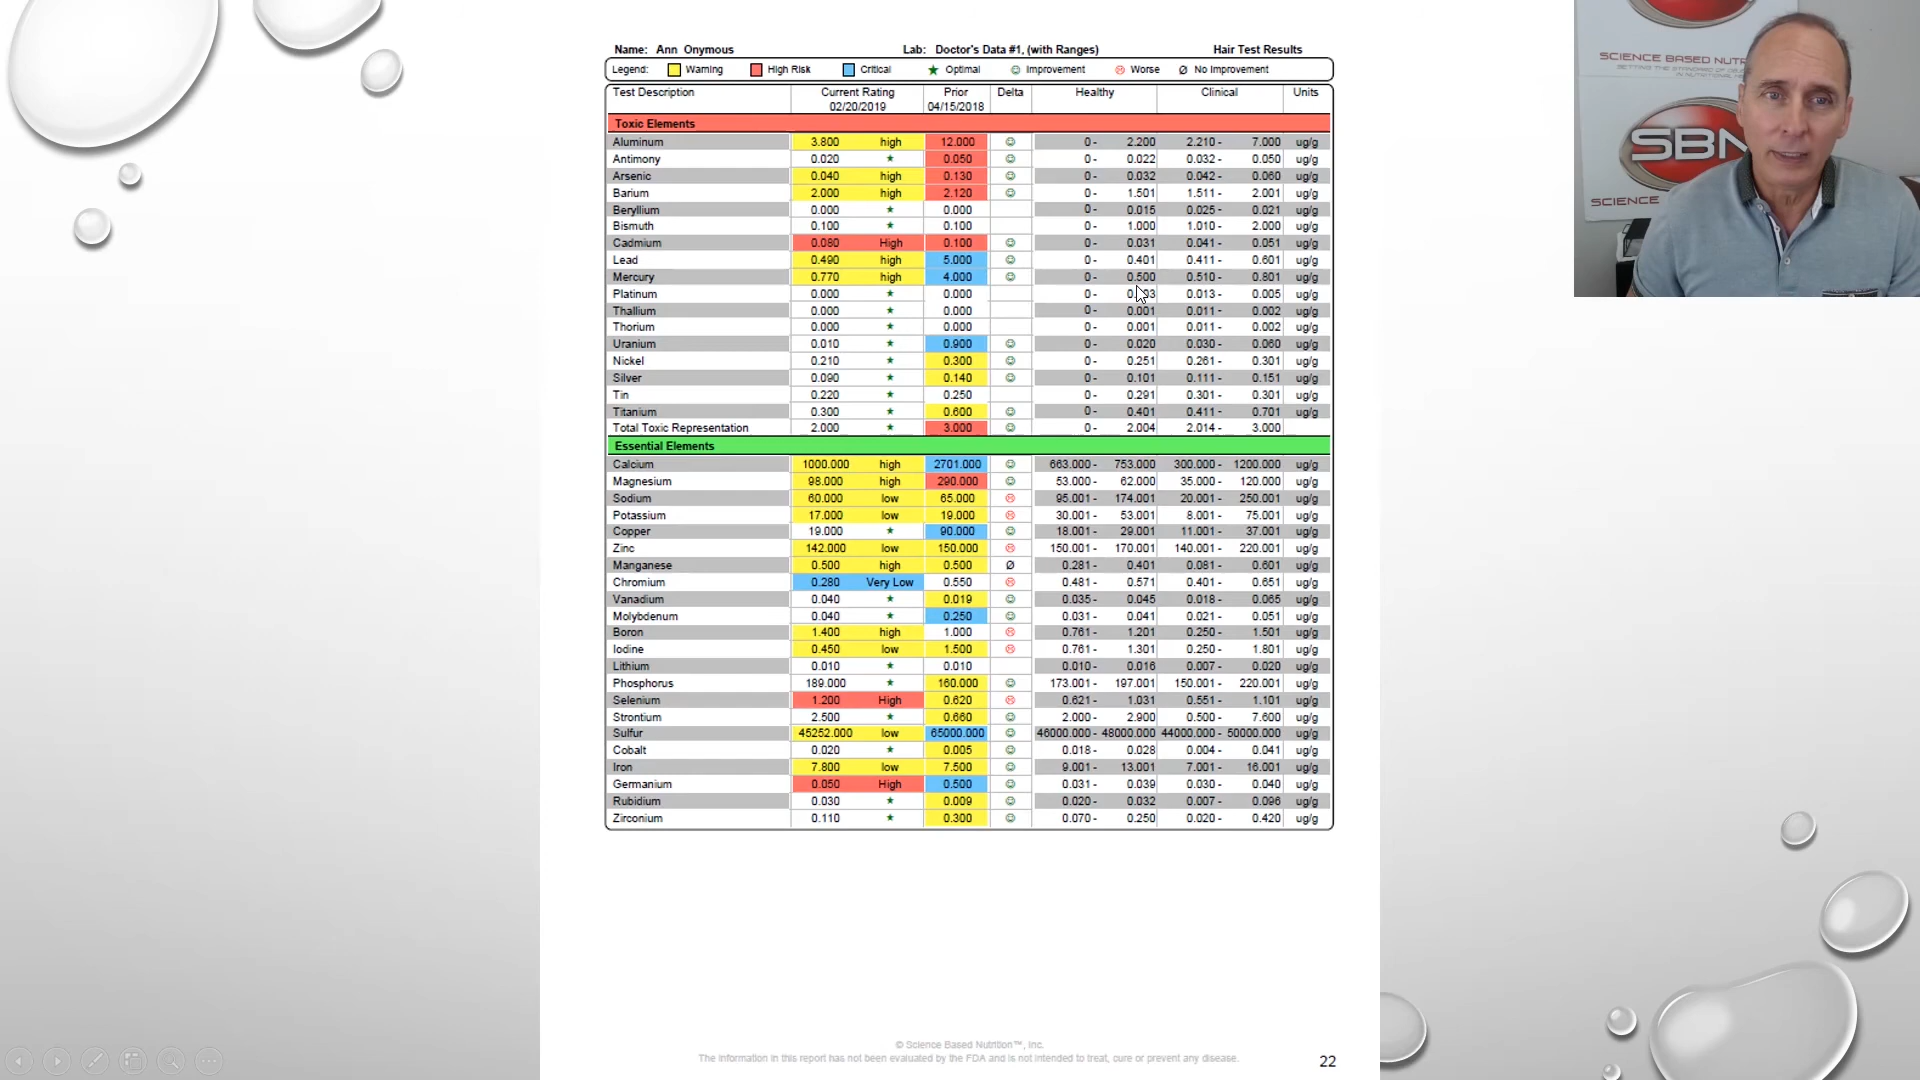 Name: Ann Onymous Lab: Doctor's Data #1, (with Ranges) Hair Test Results
Legend: Warning High Risk Critical ★ Optimal ☺ Improvement ☹ Worse Ø No Improvement
Test Description Current Rating Prior Delta Healthy Clinical Units
02/20/2019 04/15/2018
Toxic Elements
Aluminum 3.800 high 12.000 ☺ 0 - 2.200 2.210 - 7.000 ug/g
Antimony 0.020 ★ 0.050 ☺ 0 - 0.022 0.032 - 0.050 ug/g
Arsenic 0.040 high 0.130 ☺ 0 - 0.032 0.042 - 0.060 ug/g
Barium 2.000 high 2.120 ☺ 0 - 1.501 1.511 - 2.001 ug/g
Beryllium 0.000 ★ 0.000 0 - 0.015 0.025 - 0.021 ug/g
Bismuth 0.100 ★ 0.100 0 - 1.000 1.010 - 2.000 ug/g
Cadmium 0.080 High 0.100 ☺ 0 - 0.031 0.041 - 0.051 ug/g
Lead 0.490 high 5.000 ☺ 0 - 0.401 0.411 - 0.601 ug/g
Mercury 0.770 high 4.000 ☺ 0 - 0.500 0.510 - 0.801 ug/g
Platinum 0.000 ★ 0.000 0 - 0.013 - 0.005 ug/g
Thallium 0.000 ★ 0.000 0 - 0.001 0.011 - 0.002 ug/g
Thorium 0.000 ★ 0.000 0 - 0.001 0.011 - 0.002 ug/g
Uranium 0.010 ★ 0.900 ☺ 0 - 0.020 0.030 - 0.060 ug/g
Nickel 0.210 ★ 0.300 ☺ 0 - 0.251 0.261 - 0.301 ug/g
Silver 0.090 ★ 0.140 ☺ 0 - 0.101 0.111 - 0.151 ug/g
Tin 0.220 ★ 0.250 0 - 0.291 0.301 - 0.301 ug/g
Titanium 0.300 ★ 0.600 ☺ 0 - 0.401 0.411 - 0.701 ug/g
Total Toxic Representation 2.000 ★ 3.000 ☺ 0 - 2.004 2.014 - 3.000
Essential Elements
Calcium 1000.000 high 2701.000 ☺ 663.000 - 753.000 300.000 - 1200.000 ug/g
Magnesium 98.000 high 290.000 ☺ 53.000 - 62.000 35.000 - 120.000 ug/g
Sodium 60.000 low 65.000 ☹ 95.001 - 174.001 20.001 - 250.001 ug/g
Potassium 17.000 low 19.000 ☹ 30.001 - 53.001 8.001 - 75.001 ug/g
Copper 19.000 ★ 90.000 ☺ 18.001 - 29.001 11.001 - 37.001 ug/g
Zinc 142.000 low 150.000 ☹ 150.001 - 170.001 140.001 - 220.001 ug/g
Manganese 0.500 high 0.500 Ø 0.281 - 0.401 0.081 - 0.601 ug/g
Chromium 0.280 Very Low 0.550 ☹ 0.481 - 0.571 0.401 - 0.651 ug/g
Vanadium 0.040 ★ 0.019 ☺ 0.035 - 0.045 0.018 - 0.065 ug/g
Molybdenum 0.040 ★ 0.250 ☺ 0.031 - 0.041 0.021 - 0.051 ug/g
Boron 1.400 high 1.000 ☹ 0.761 - 1.201 0.250 - 1.501 ug/g
Iodine 0.450 low 1.500 ☹ 0.761 - 1.301 0.250 - 1.801 ug/g
Lithium 0.010 ★ 0.010 0.010 - 0.016 0.007 - 0.020 ug/g
Phosphorus 189.000 ★ 160.000 ☺ 173.001 - 197.001 150.001 - 220.001 ug/g
Selenium 1.200 High 0.620 ☹ 0.621 - 1.031 0.551 - 1.101 ug/g
Strontium 2.500 ★ 0.660 ☺ 2.000 - 2.900 0.500 - 7.600 ug/g
Sulfur 45252.000 low 65000.000 ☺ 46000.000 - 48000.000 44000.000 - 50000.000 ug/g
Cobalt 0.020 ★ 0.005 ☺ 0.018 - 0.028 0.004 - 0.041 ug/g
Iron 7.800 low 7.500 ☺ 9.001 - 13.001 7.001 - 16.001 ug/g
Germanium 0.050 High 0.500 ☺ 0.031 - 0.039 0.030 - 0.040 ug/g
Rubidium 0.030 ★ 0.009 ☺ 0.020 - 0.032 0.007 - 0.096 ug/g
Zirconium 0.110 ★ 0.300 ☺ 0.070 - 0.250 0.020 - 0.420 ug/g
© Science Based Nutrition™, Inc.
The information in this report has not been evaluated by the FDA and is not intended to treat, cure or prevent any disease.
22
SCIENCE BASED NUTR
SBN
SCIENCE